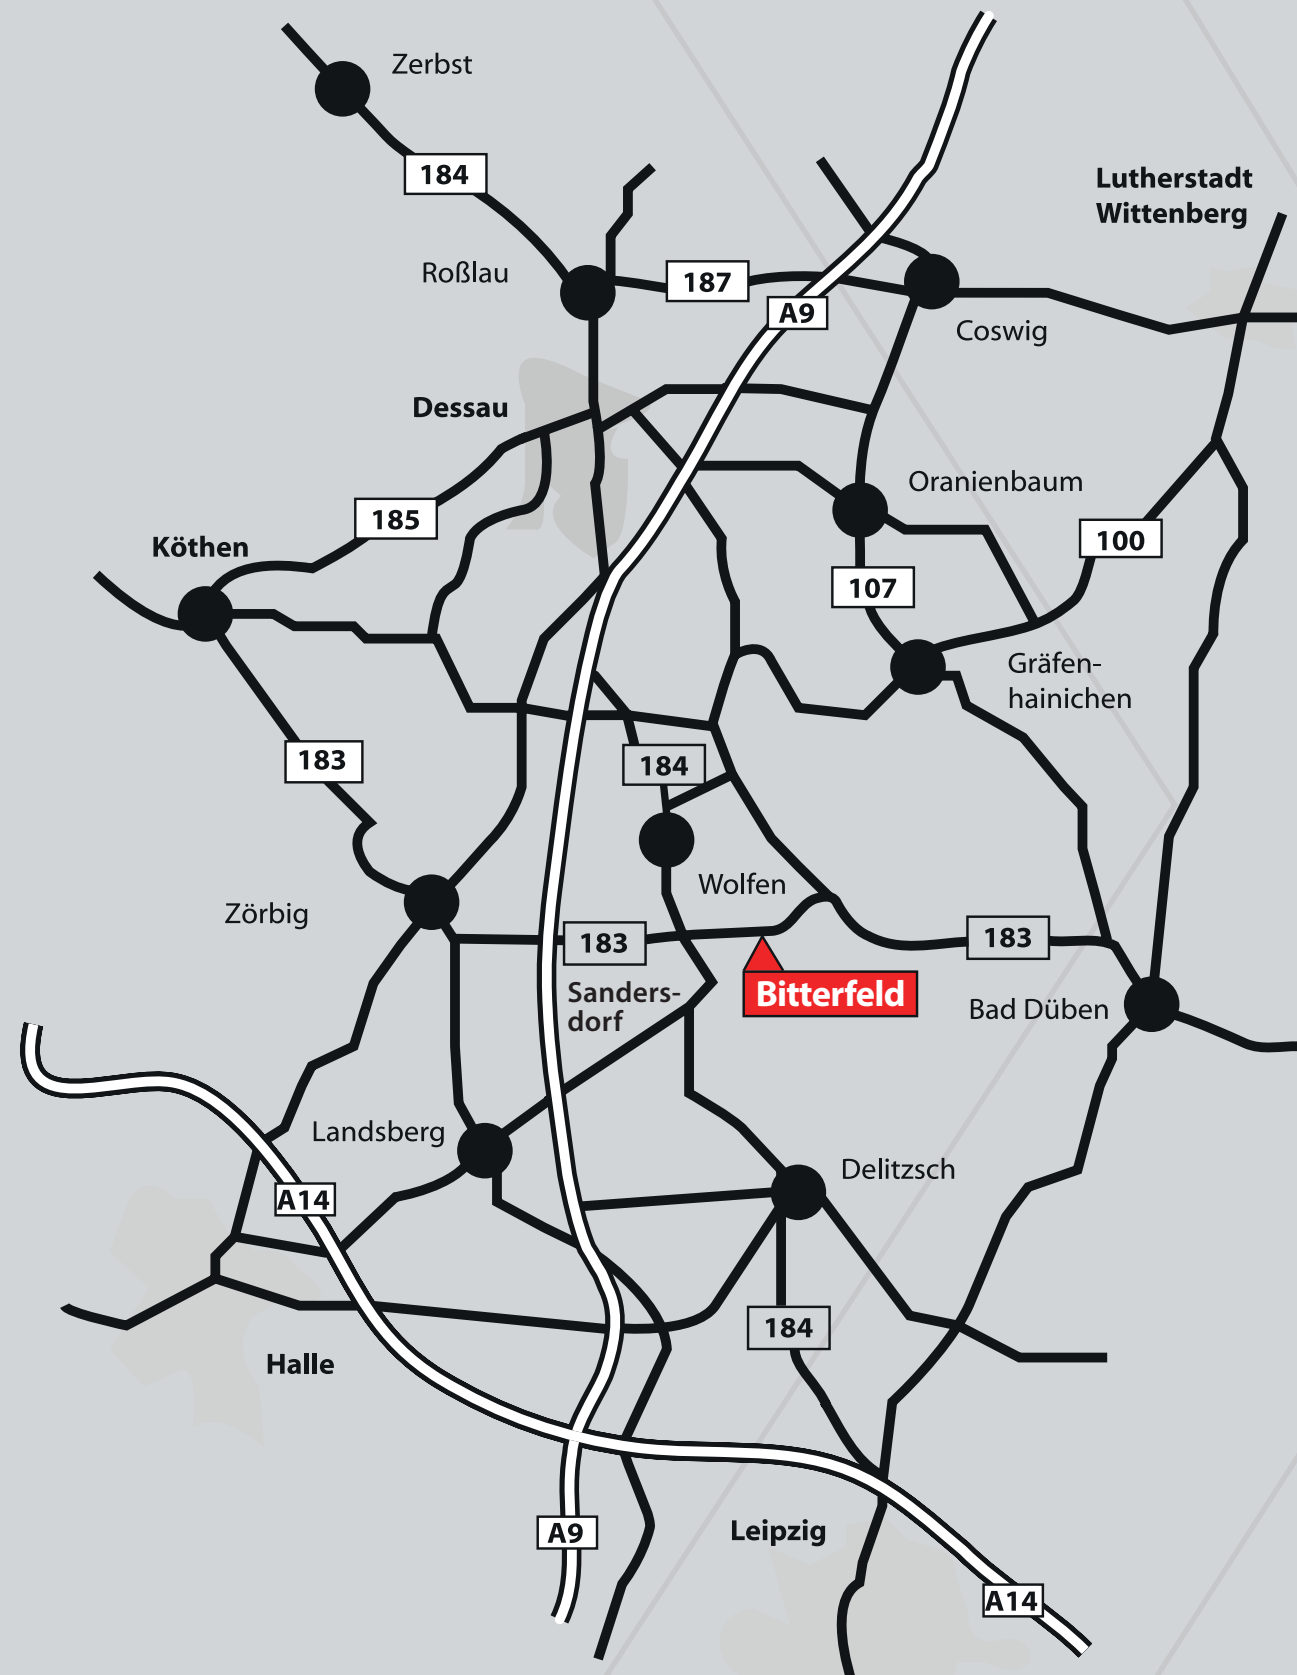 Zerbst
184
Lutherstadt
Wittenberg
Roßlau
187
A9
Coswig
Dessau
Oranienbaum
185
100
Köthen
107
Gräfen-
hainichen
183
184
Wolfen
Zörbig
183
183
Sanders-
dorf
Bitterfeld
Bad Düben
Landsberg
Delitzsch
A14
184
Halle
A9
Leipzig
A14